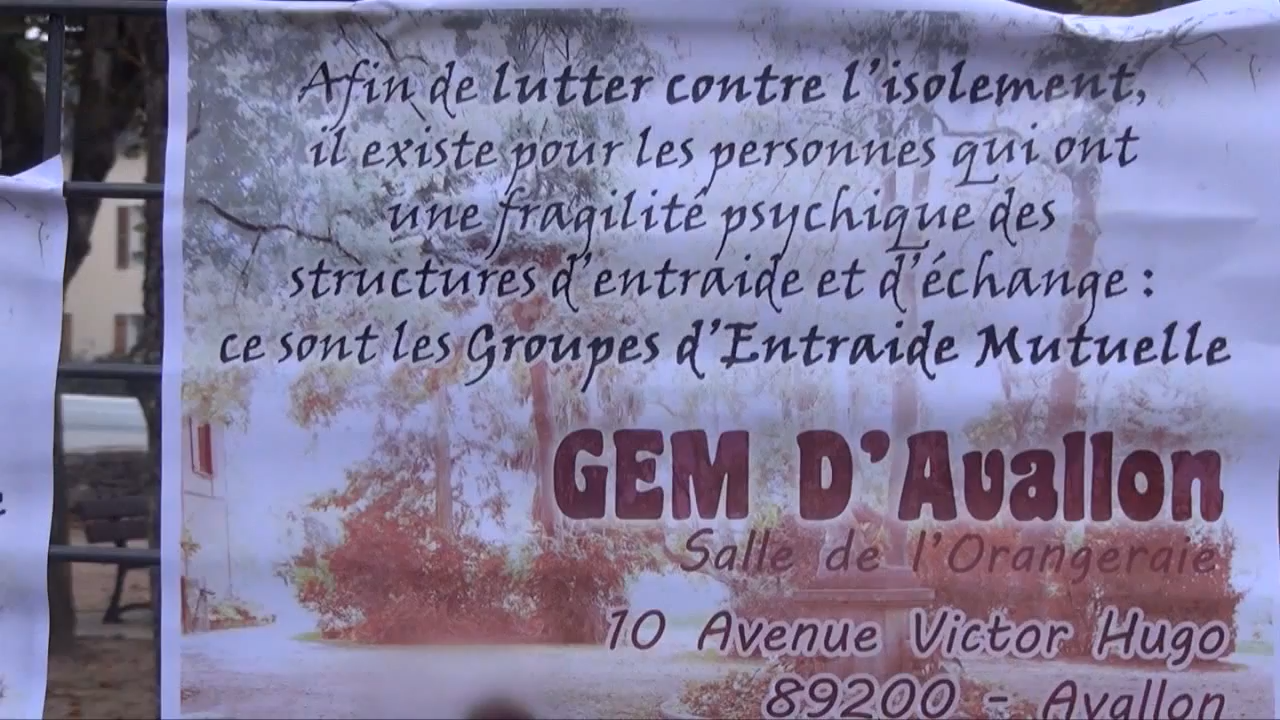 Afin de lutter contre l'isolement,
il existe pour les personnes qui ont
une fragilité psychique des
structures d'entraide et d'échange :
ce sont les Groupes d'Entraide Mutuelle
GEM D'Avallon
Salle de l'Orangeraie
10 Avenue Victor Hugo
89200 - Avallon